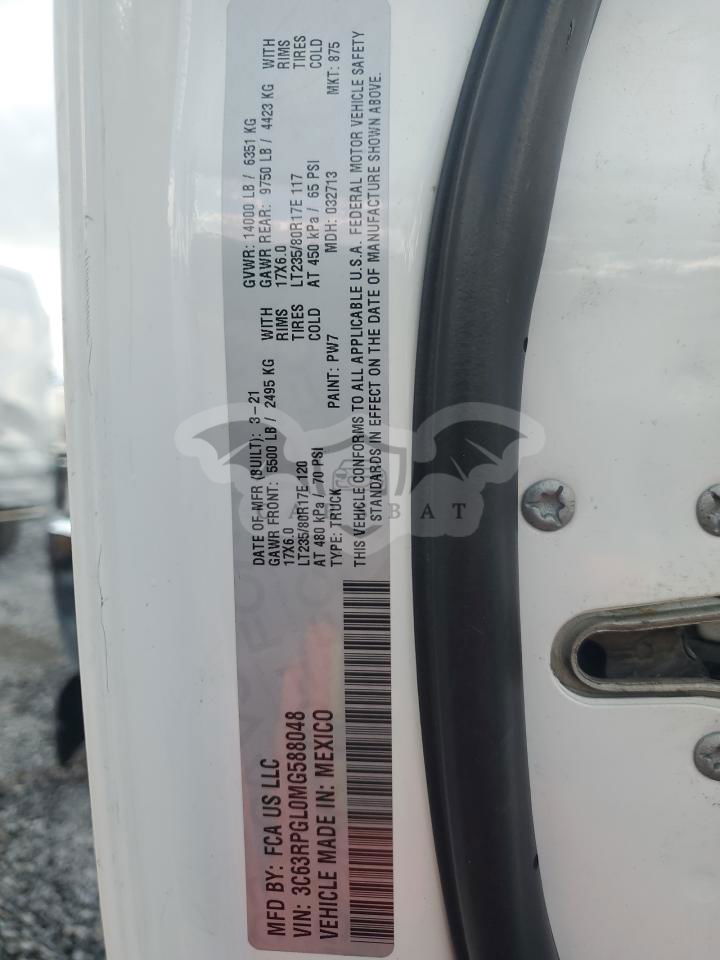 MFD BY: FCA US LLC
VIN: 3C63RPGL0MG588048
VEHICLE MADE IN: MEXICO
DATE OF MFR (BUILT): 3-21
GVWR: 14000 LB / 6351 KG
GAWR FRONT: 5500 LB / 2495 KG WITH
GAWR REAR: 9750 LB / 4423 KG WITH
17X6.0 RIMS
17X6.0 RIMS
LT235/80R17E 120 TIRES
LT235/80R17E 117 TIRES
AT 480 kPa / 70 PSI COLD
AT 450 kPa / 65 PSI COLD
TYPE: TRUCK PAINT: PW7 MDH: 032713 MKT: 875
THIS VEHICLE CONFORMS TO ALL APPLICABLE U.S.A. FEDERAL MOTOR VEHICLE SAFETY
STANDARDS IN EFFECT ON THE DATE OF MANUFACTURE SHOWN ABOVE.